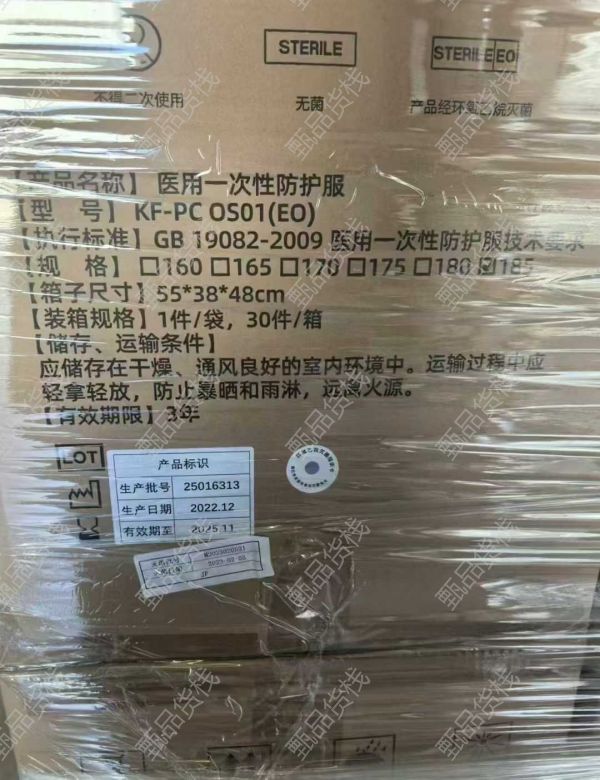 STERILE
STERILE EO
不得二次使用
无菌
产品经环氧乙烷灭菌
【产品名称】 医用一次性防护服
【型 号】 KF-PC OS01(EO)
【执行标准】 GB 19082-2009 医用一次性防护服技术要求
【规 格】 □160 □165 □170 □175 □180 ☑185
【箱子尺寸】 55*38*48cm
【装箱规格】 1件/袋，30件/箱
【储存、运输条件】
应储存在干燥、通风良好的室内环境中。运输过程中应
轻拿轻放，防止暴晒和雨淋，远离火源。
【有效期限】 3年
LOT
产品标识
生产批号 25016313
生产日期 2022.12
有效期至 2025.11
甄品货栈